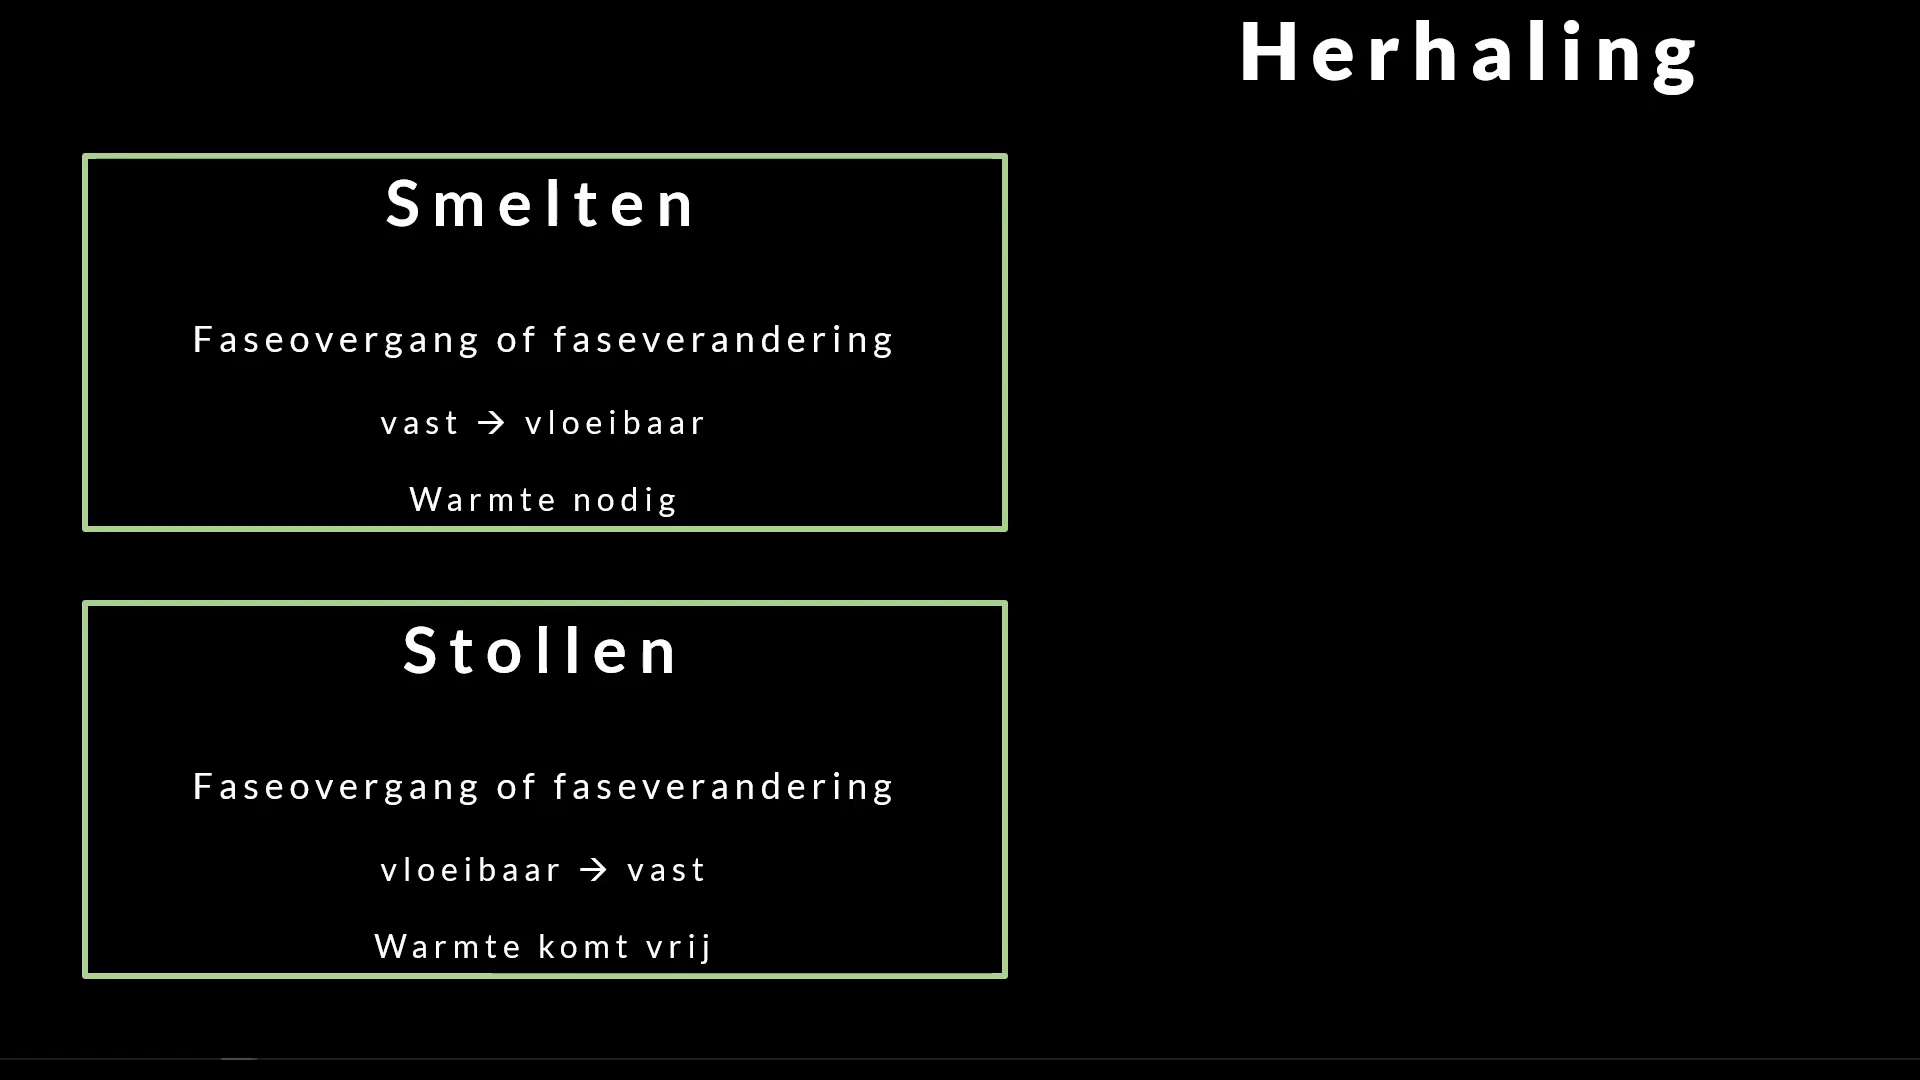 Herhaling
Smelten
Faseovergang of faseverandering
vast → vloeibaar
Warmte nodig
Stollen
Faseovergang of faseverandering
vloeibaar → vast
Warmte komt vrij